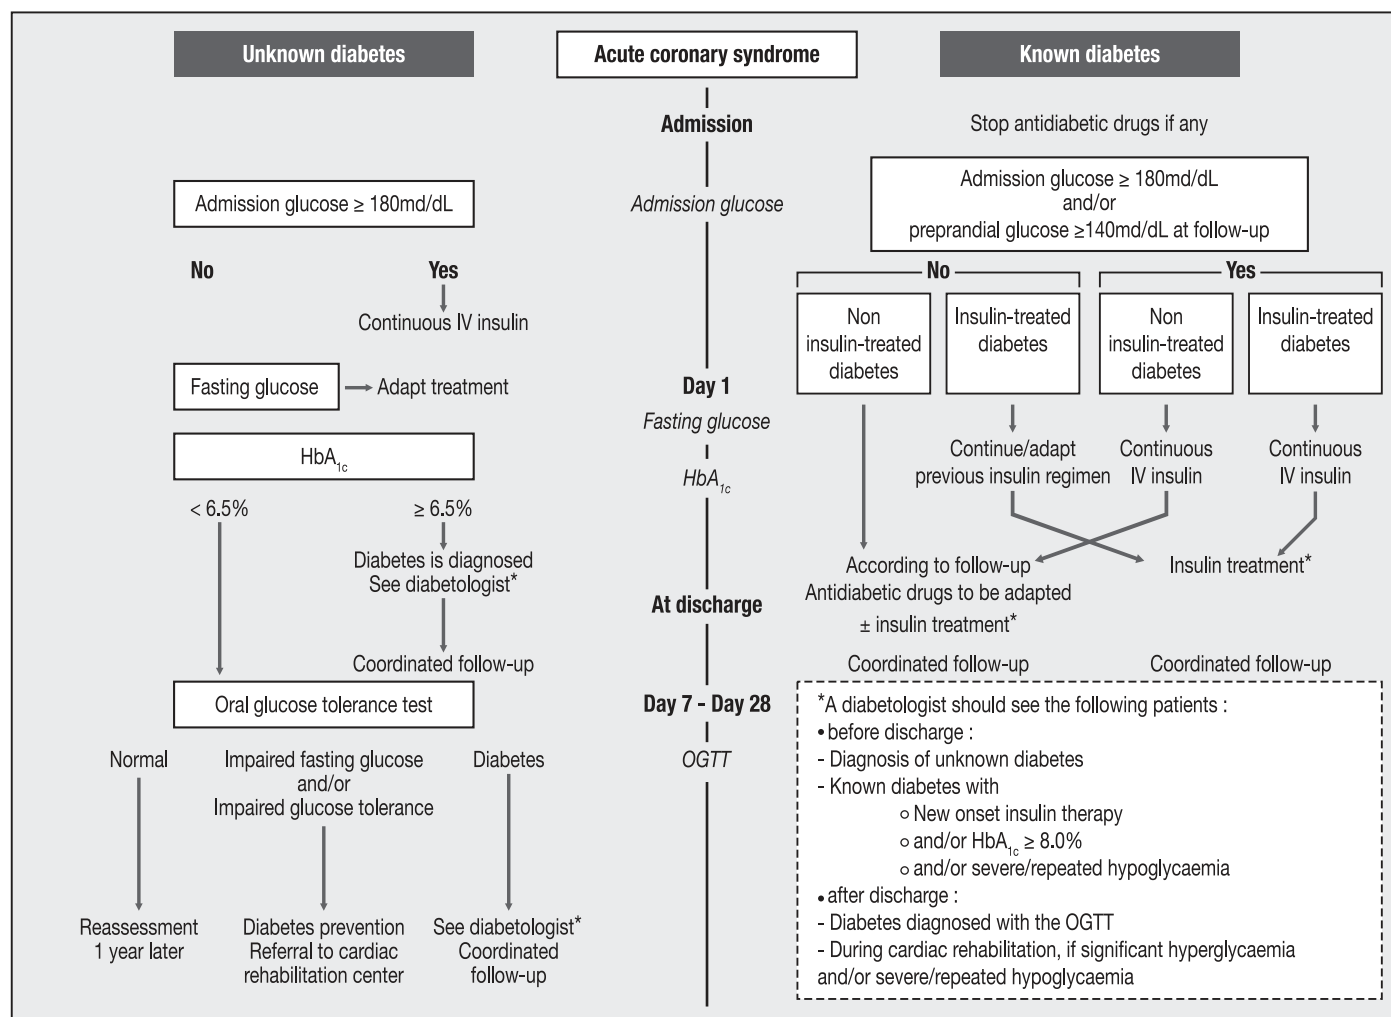 Unknown diabetes
Acute coronary syndrome
Known diabetes
Admission
Stop antidiabetic drugs if any
Admission glucose ≥ 180md/dL
Admission glucose
Admission glucose ≥ 180md/dL
and/or
preprandial glucose ≥140md/dL at follow-up
No
Yes
Continuous IV insulin
No
Yes
Non
insulin-treated
diabetes
Insulin-treated
diabetes
Non
insulin-treated
diabetes
Insulin-treated
diabetes
Fasting glucose
Adapt treatment
Day 1
Fasting glucose
HbA1c
HbA1c
Continue/adapt
previous insulin regimen
Continuous
IV insulin
Continuous
IV insulin
< 6.5%
≥ 6.5%
Diabetes is diagnosed
See diabetologist*
According to follow-up
Antidiabetic drugs to be adapted
± insulin treatment*
Insulin treatment*
At discharge
Coordinated follow-up
Coordinated follow-up
Coordinated follow-up
Oral glucose tolerance test
Day 7 - Day 28
OGTT
Normal
Impaired fasting glucose
and/or
Impaired glucose tolerance
Diabetes
Reassessment
1 year later
Diabetes prevention
Referral to cardiac
rehabilitation center
See diabetologist*
Coordinated
follow-up
*A diabetologist should see the following patients :
• before discharge :
- Diagnosis of unknown diabetes
- Known diabetes with
o New onset insulin therapy
o and/or HbA1c ≥ 8.0%
o and/or severe/repeated hypoglycaemia
• after discharge :
- Diabetes diagnosed with the OGTT
- During cardiac rehabilitation, if significant hyperglycaemia
and/or severe/repeated hypoglycaemia